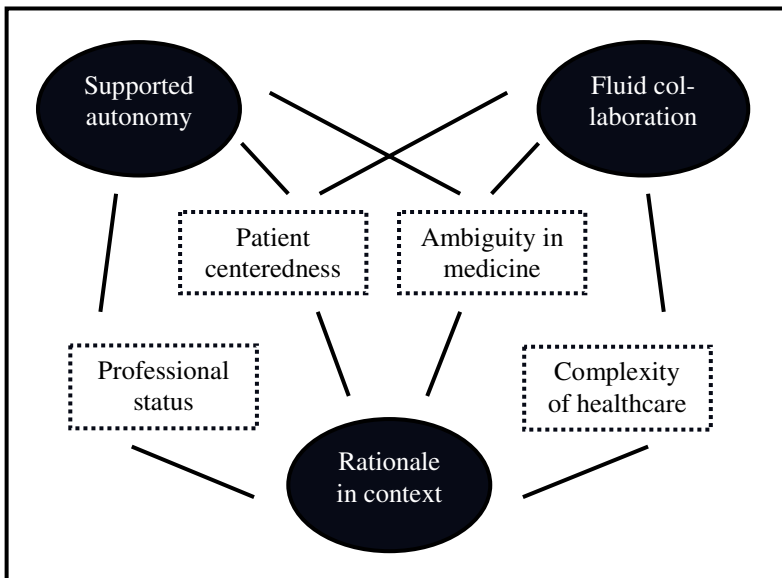 Supported
autonomy
Fluid col-
laboration
Patient
centeredness
Ambiguity in
medicine
Professional
status
Complexity
of healthcare
Rationale
in context